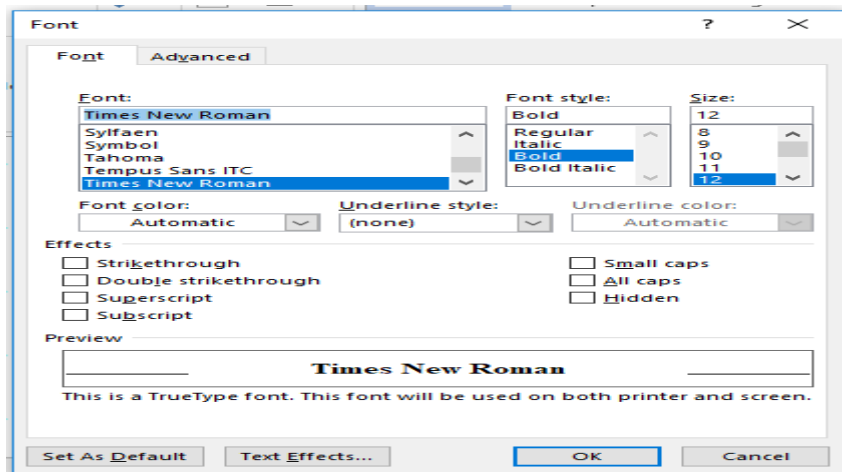 Font ?
Font Advanced
Font: Font style: Size:
Times New Roman Bold 12
Sylfaen Regular 8
Symbol Italic 9
Tahoma Bold 10
Tempus Sans ITC Bold Italic 11
Times New Roman 12
Font color: Underline style: Underline color:
Automatic (none) Automatic
Effects
Strikethrough Small caps
Double strikethrough All caps
Superscript Hidden
Subscript
Preview
Times New Roman
This is a TrueType font. This font will be used on both printer and screen.
Set As Default Text Effects... OK Cancel